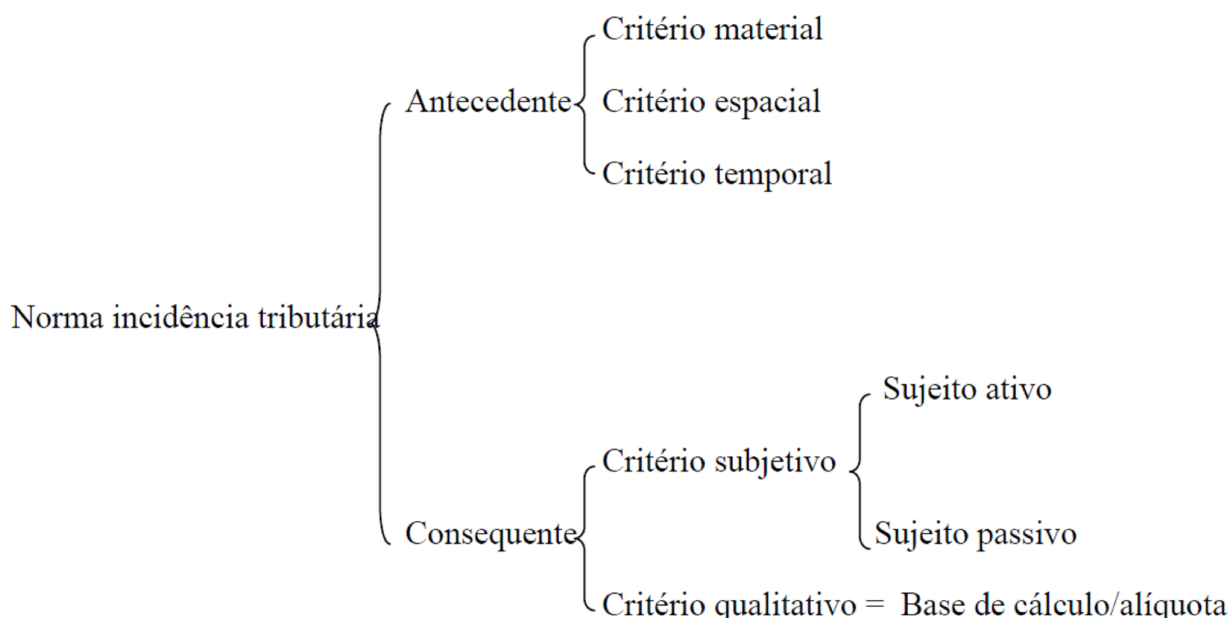 Critério material
Antecedente
Critério espacial
Critério temporal
Norma incidência tributária
Sujeito ativo
Critério subjetivo
Consequente
Sujeito passivo
Critério qualitativo = Base de cálculo/alíquota